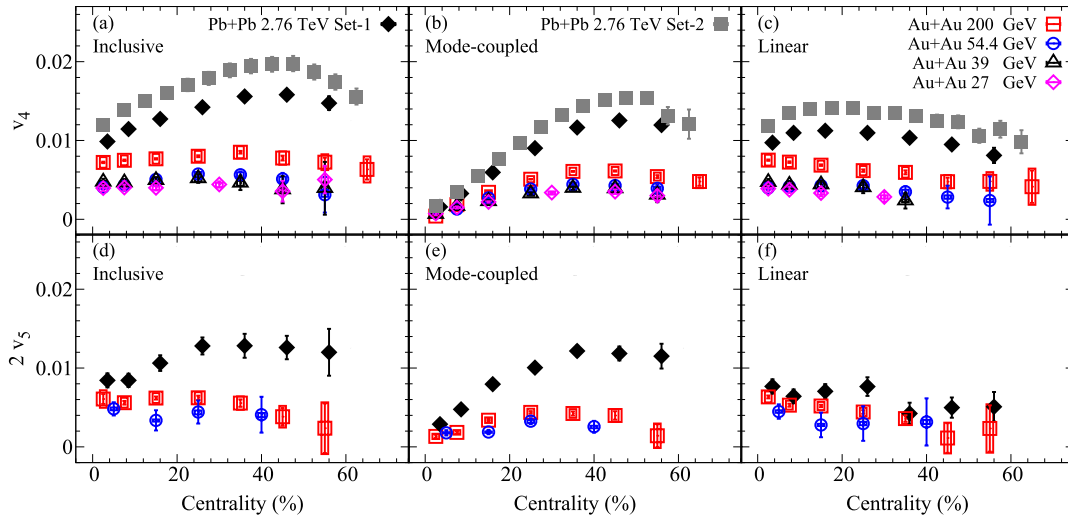 (a) Pb+Pb 2.76 TeV Set-1
Inclusive
(b) Pb+Pb 2.76 TeV Set-2
Mode-coupled
(c) Au+Au 200 GeV
Linear
Au+Au 54.4 GeV
Au+Au 39 GeV
Au+Au 27 GeV
0.02
0.01
0
v4
(d)
Inclusive
(e)
Mode-coupled
(f)
Linear
0.02
0.01
0
2 v5
0 20 40 60
0 20 40 60
0 20 40 60
Centrality (%)
Centrality (%)
Centrality (%)